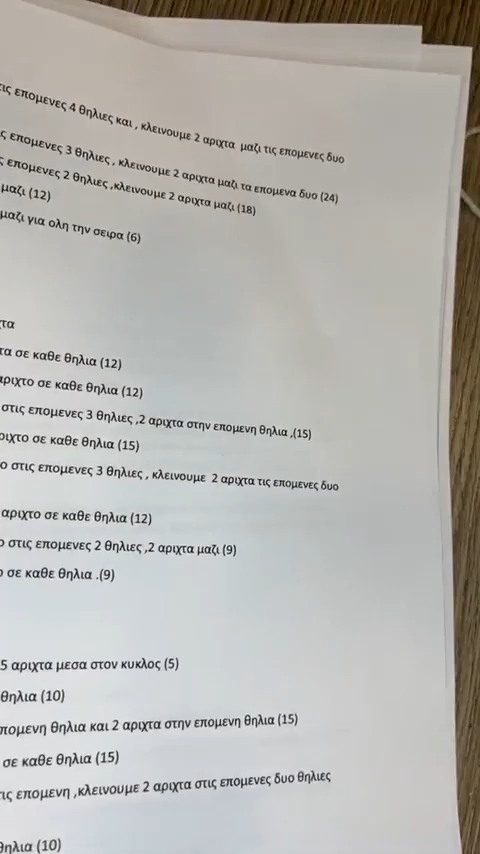 επομενες 4 θηλιες και , κλεινουμε 2 αριχτα μαζι τις επομενες δυο
επομενες 3 θηλιες , κλεινουμε 2 αριχτα μαζι τα επομενα δυο (24)
επομενες 2 θηλιες ,κλεινουμε 2 αριχτα μαζι (18)
μαζι (12)
μαζι για ολη την σειρα (6)
σε καθε θηλια (12)
αριχτο σε καθε θηλια (12)
στις επομενες 3 θηλιες ,2 αριχτα στην επομενη θηλια ,(15)
σε καθε θηλια (15)
στις επομενες 3 θηλιες , κλεινουμε 2 αριχτα τις επομενες δυο
αριχτο σε καθε θηλια (12)
στις επομενες 2 θηλιες ,2 αριχτα μαζι (9)
σε καθε θηλια .(9)
5 αριχτα μεσα στον κυκλος (5)
θηλια (10)
θηλια και 2 αριχτα στην επομενη θηλια (15)
σε καθε θηλια (15)
επομενη ,κλεινουμε 2 αριχτα στις επομενες δυο θηλιες
θηλια (10)